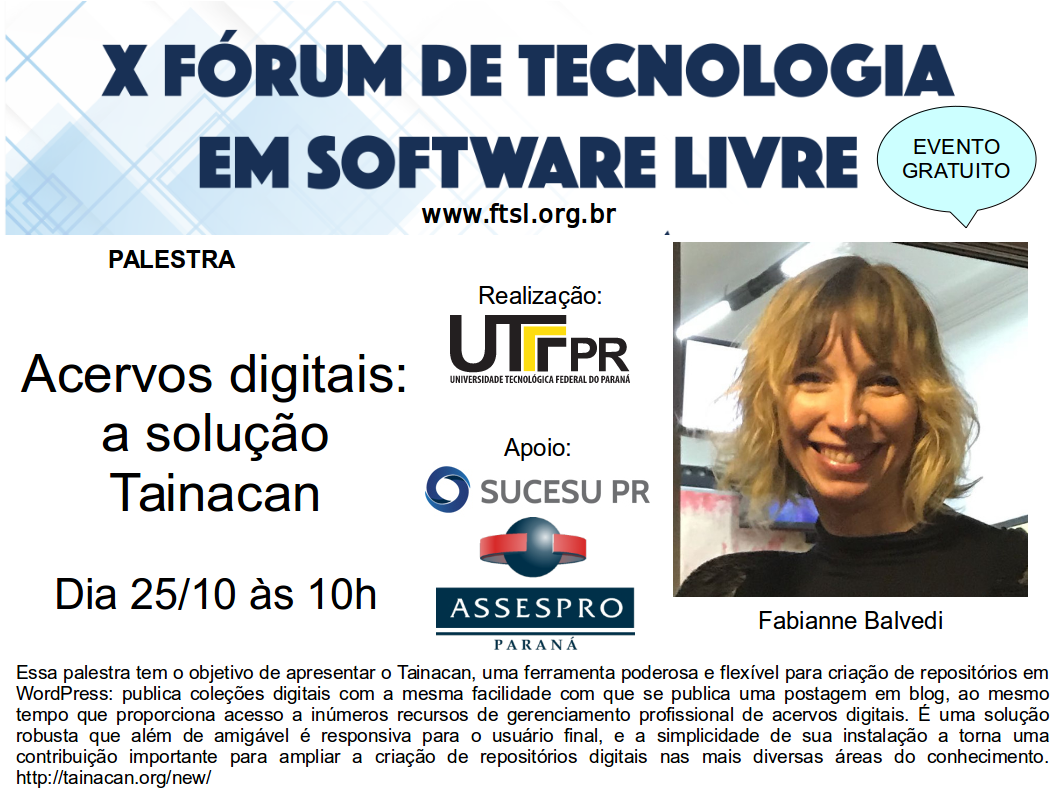 X FÓRUM DE TECNOLOGIA
EM SOFTWARE LIVRE
EVENTO
GRATUITO
www.ftsl.org.br
PALESTRA
Acervos digitais:
a solução
Tainacan
Dia 25/10 às 10h
Realização:
UTFPR
UNIVERSIDADE TECNOLÓGICA FEDERAL DO PARANÁ
Apoio:
SUCESU PR
ASSESPRO
PARANÁ
Fabianne Balvedi
Essa palestra tem o objetivo de apresentar o Tainacan, uma ferramenta poderosa e flexível para criação de repositórios em
WordPress: publica coleções digitais com a mesma facilidade com que se publica uma postagem em blog, ao mesmo
tempo que proporciona acesso a inúmeros recursos de gerenciamento profissional de acervos digitais. É uma solução
robusta que além de amigável é responsiva para o usuário final, e a simplicidade de sua instalação a torna uma
contribuição importante para ampliar a criação de repositórios digitais nas mais diversas áreas do conhecimento.
http://tainacan.org/new/